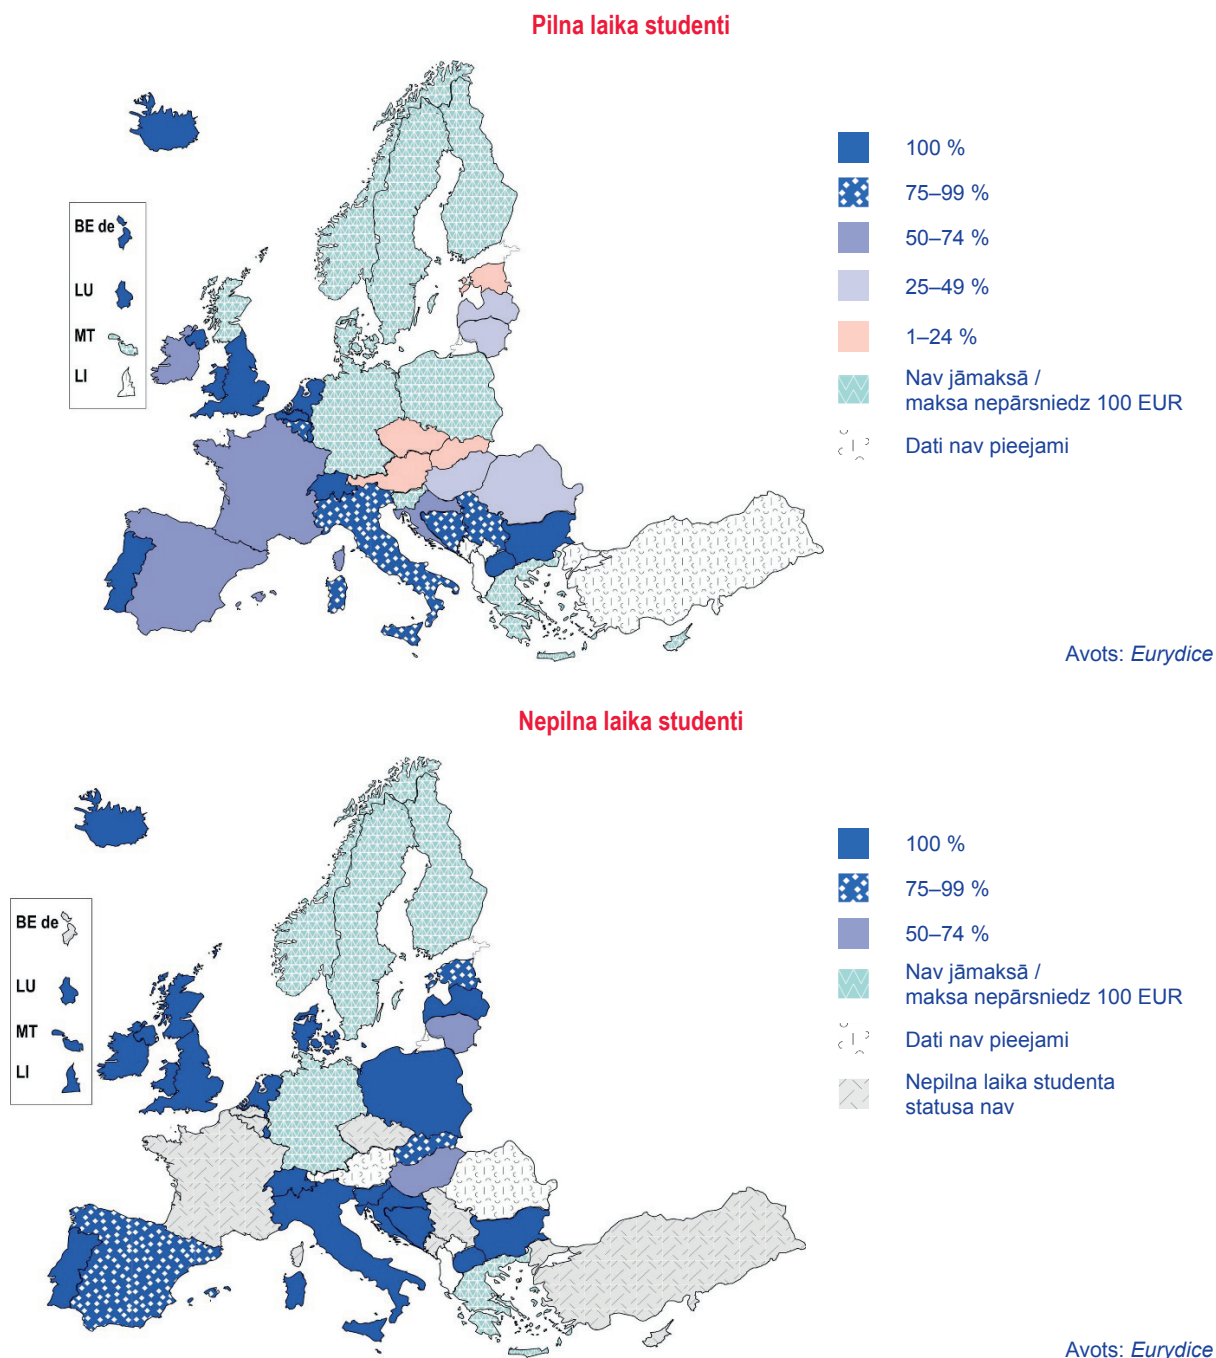 Pilna laika studenti
BE de
LU
MT
LI
100 %
75–99 %
50–74 %
25–49 %
1–24 %
Nav jāmaksā /
maksa nepārsniedz 100 EUR
Dati nav pieejami
Avots: Eurydice
Nepilna laika studenti
BE de
LU
MT
LI
100 %
75–99 %
50–74 %
Nav jāmaksā /
maksa nepārsniedz 100 EUR
Dati nav pieejami
Nepilna laika studenta
statusa nav
Avots: Eurydice